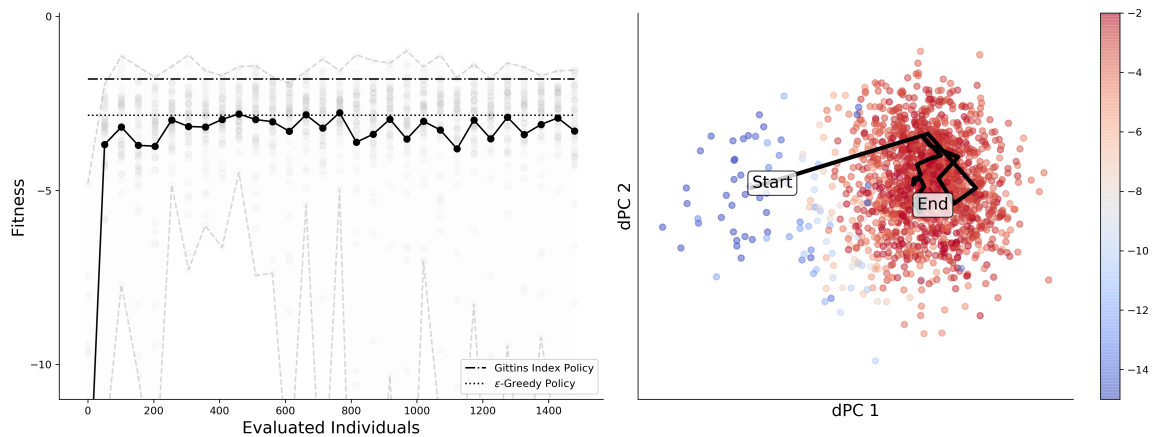 0
−5
−10
Fitness
0
200
400
600
800
1000
1200
1400
Evaluated Individuals
Gittins Index Policy
ε-Greedy Policy
dPC 2
dPC 1
Start
End
−2
−4
−6
−8
−10
−12
−14